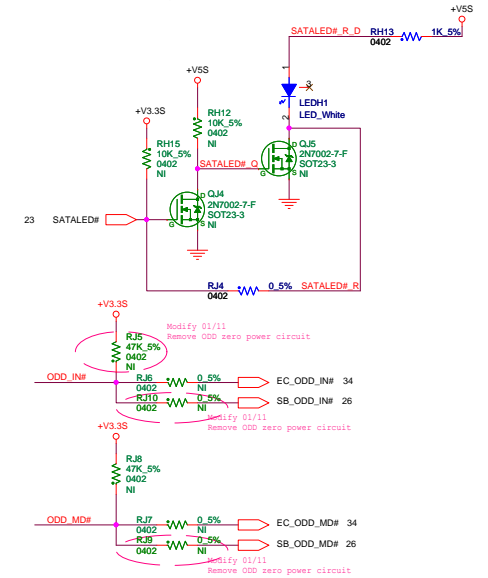 +V5S
SATALED#_R_D
RH13
1K_5%
0402
+V5S
1
3
LEDH1
LED_White
2
+V3.3S
RH12
10K_5%
0402
NI
RH15
10K_5%
0402
NI
SATALED#_Q
D
G
S
QJ5
2N7002-7-F
SOT23-3
NI
D
G
S
QJ4
2N7002-7-F
SOT23-3
NI
23 SATALED#
RJ4
0_5%
SATALED#_R
0402
+V3.3S
Modify 01/11
Remove ODD zero power circuit
RJ5
47K_5%
0402
NI
ODD_IN#
RJ6
0_5%
EC_ODD_IN# 34
0402
NI
RJ10
0_5%
SB_ODD_IN# 26
0402
NI
Modify 01/11
Remove ODD zero power circuit
+V3.3S
RJ8
47K_5%
0402
NI
ODD_MD#
RJ7
0_5%
EC_ODD_MD# 34
0402
NI
RJ9
0_5%
SB_ODD_MD# 26
0402
NI
Modify 01/11
Remove ODD zero power circuit